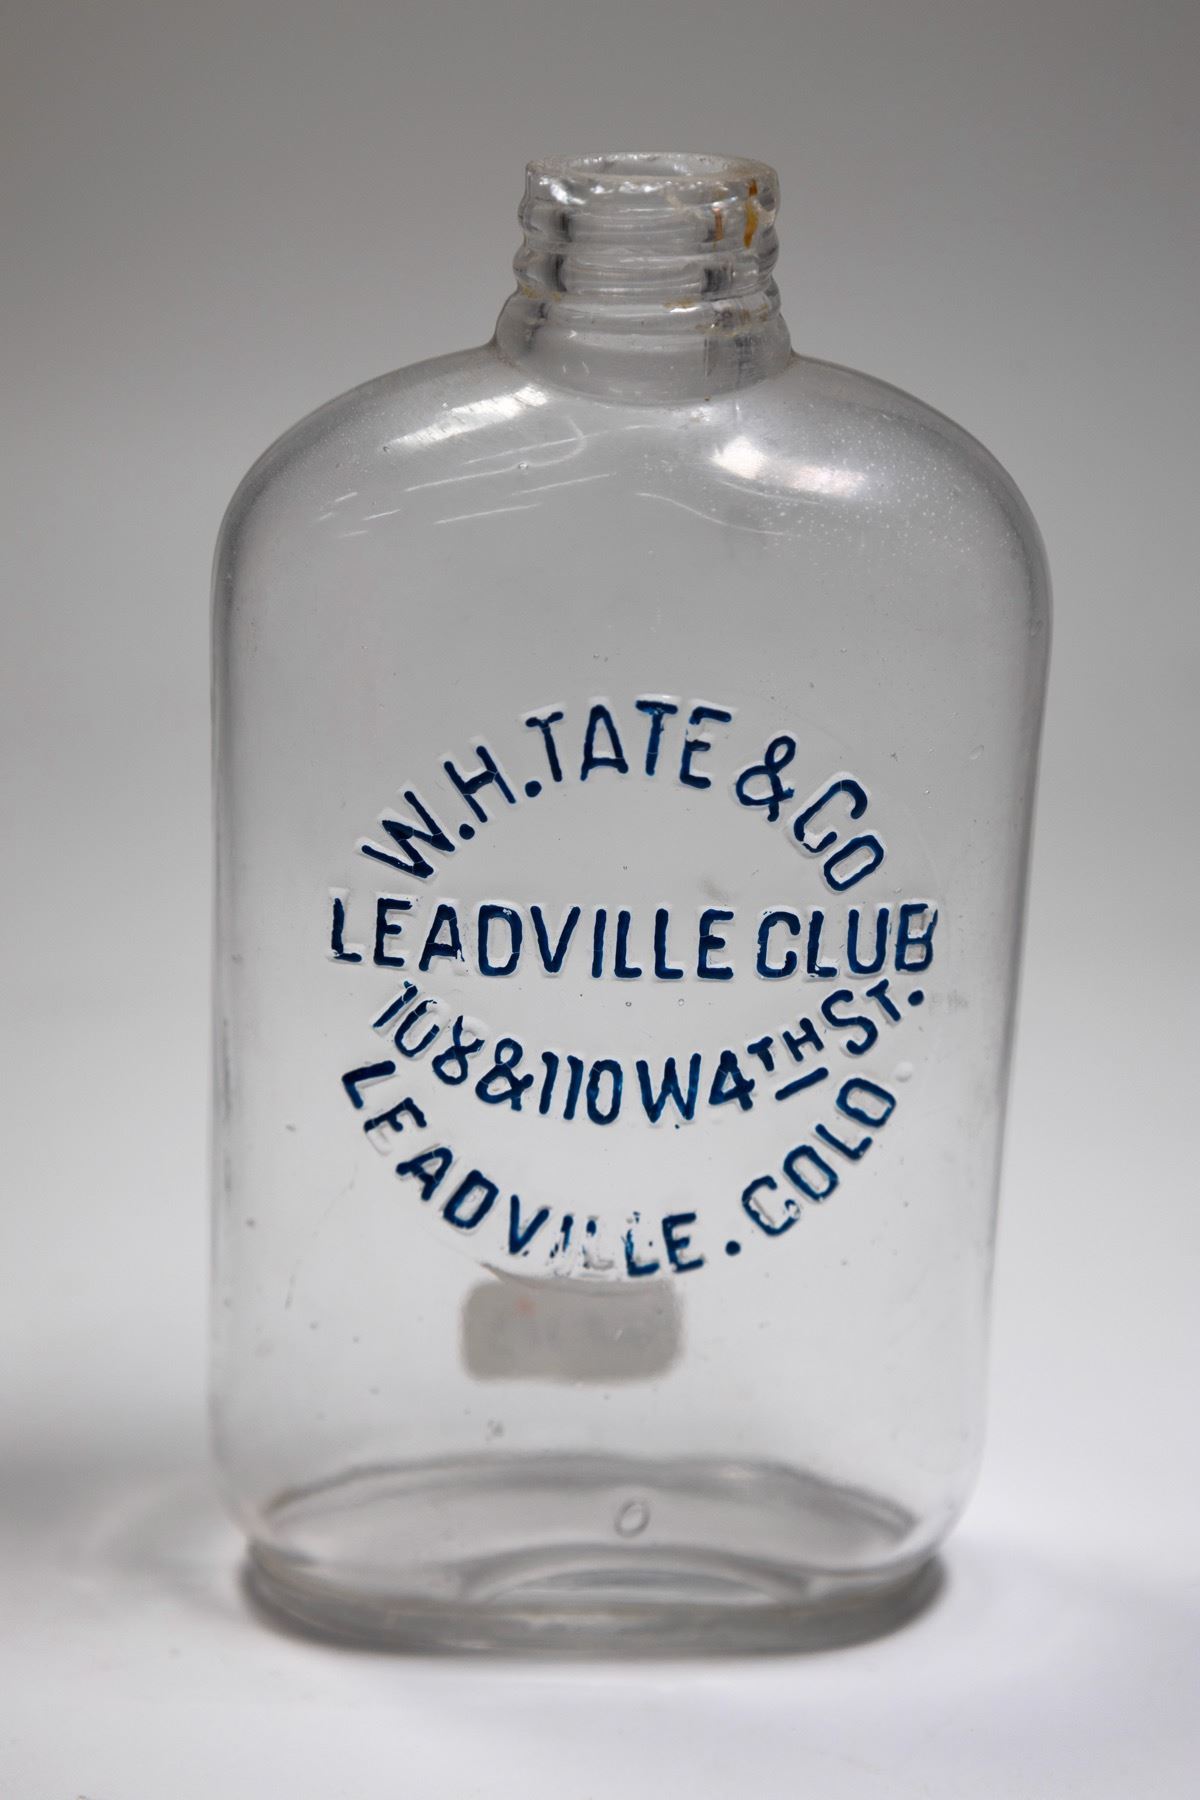 W.H.TATE & CO
LEADVILLE CLUB
108 & 110 W 4TH ST.
LEADVILLE. COLO